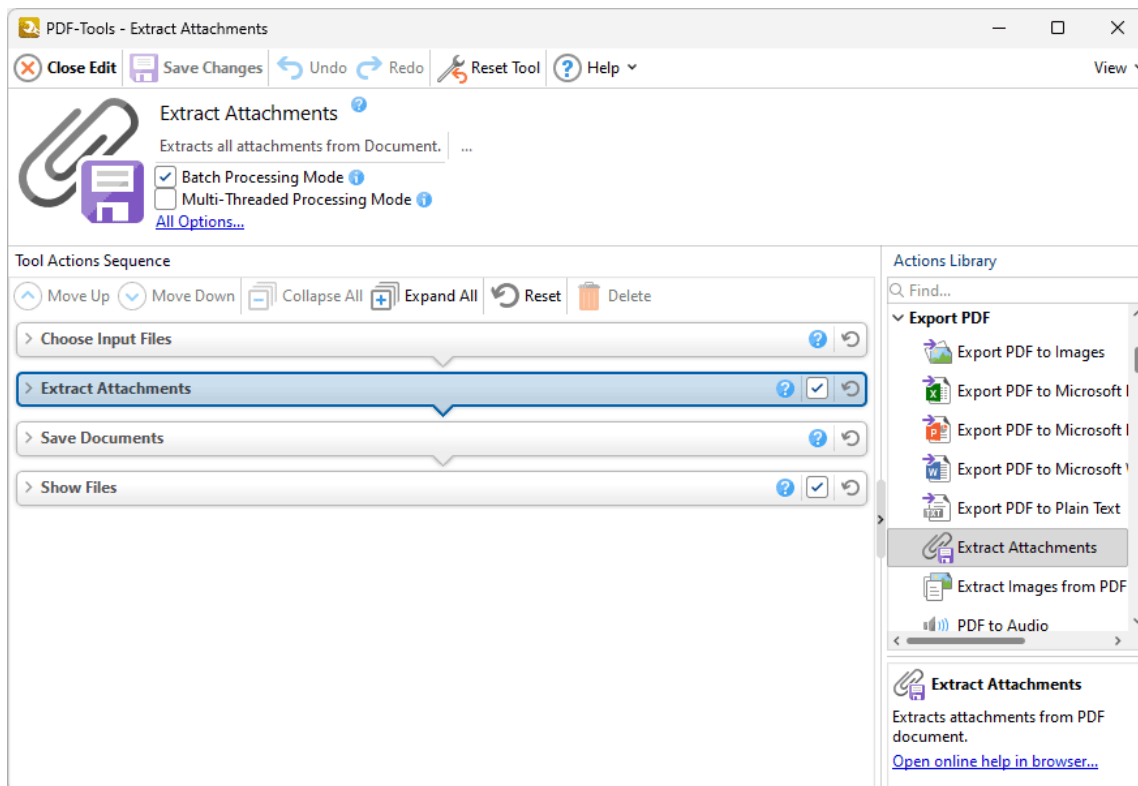 PDF-Tools - Extract Attachments
Close Edit Save Changes Undo Redo Reset Tool ? Help View
Extract Attachments ?
Extracts all attachments from Document. ...
Batch Processing Mode i
Multi-Threaded Processing Mode i
All Options...
Tool Actions Sequence
Move Up Move Down Collapse All Expand All Reset Delete
Choose Input Files ?
Extract Attachments ?
Save Documents ?
Show Files ?
Actions Library
Find...
Export PDF
Export PDF to Images
X Export PDF to Microsoft
P Export PDF to Microsoft
W Export PDF to Microsoft
TXT Export PDF to Plain Text
Extract Attachments
Extract Images from PDF
PDF to Audio
Extract Attachments
Extracts attachments from PDF
document.
Open online help in browser...